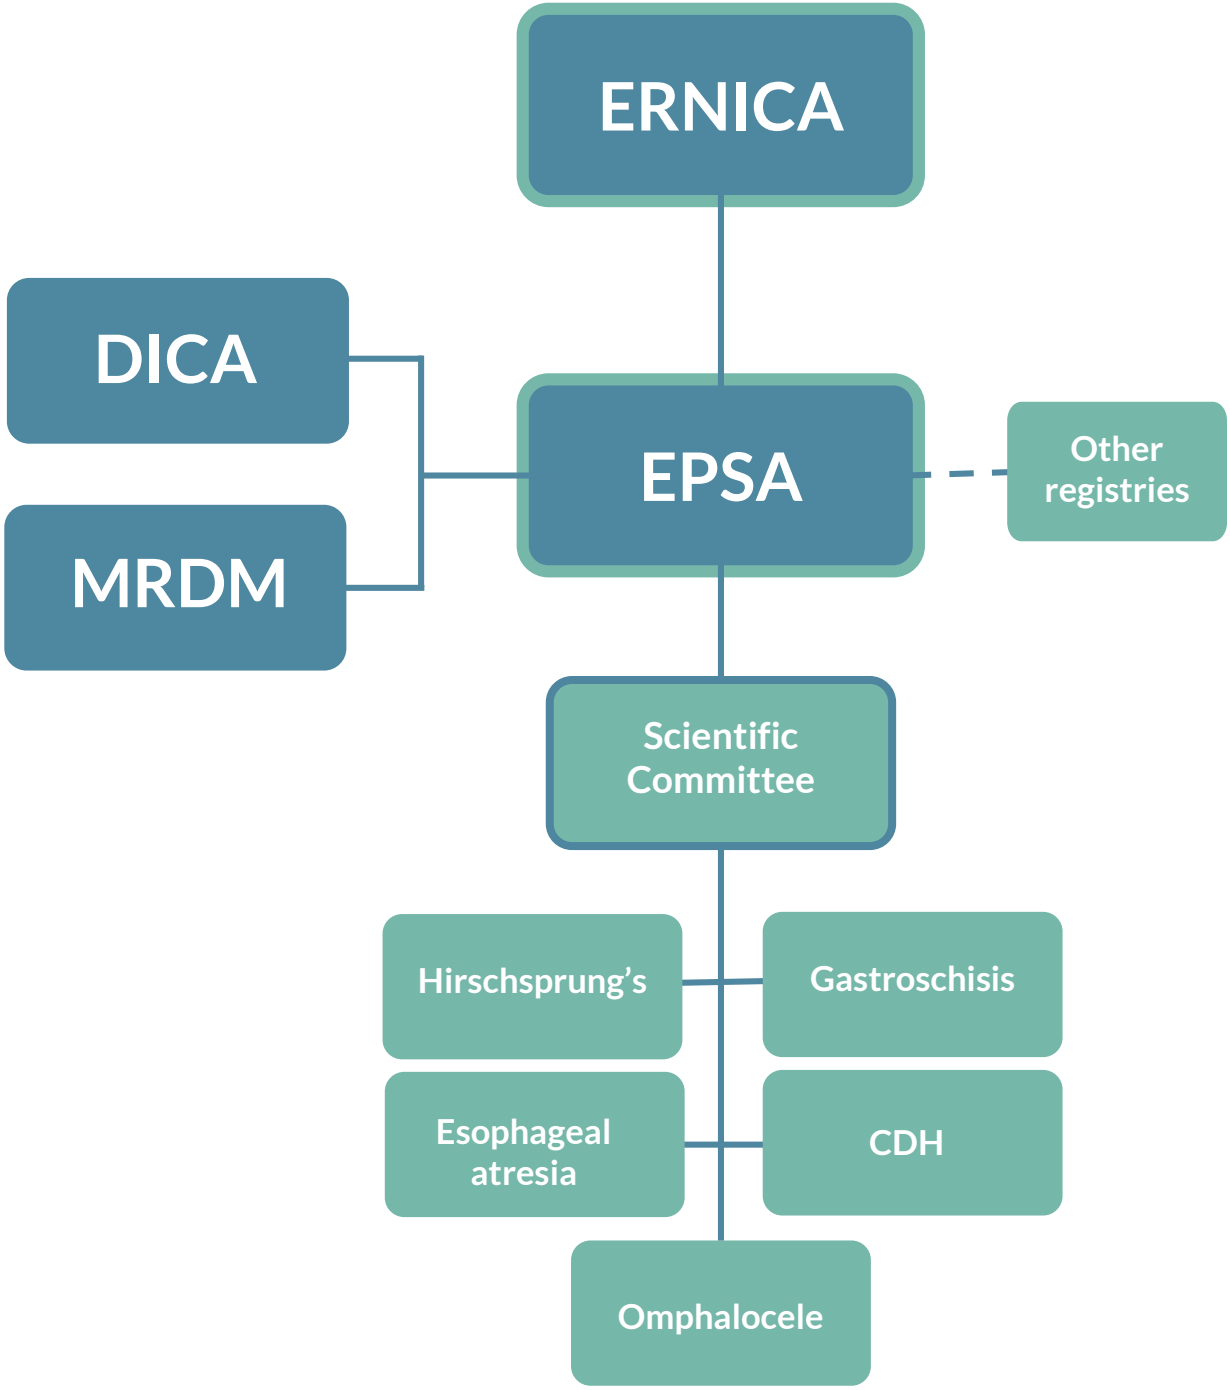 ERNICA
DICA
EPSA
Other
registries
MRDM
Scientific
Committee
Hirschsprung’s
Gastroschisis
Esophageal
atresia
CDH
Omphalocele